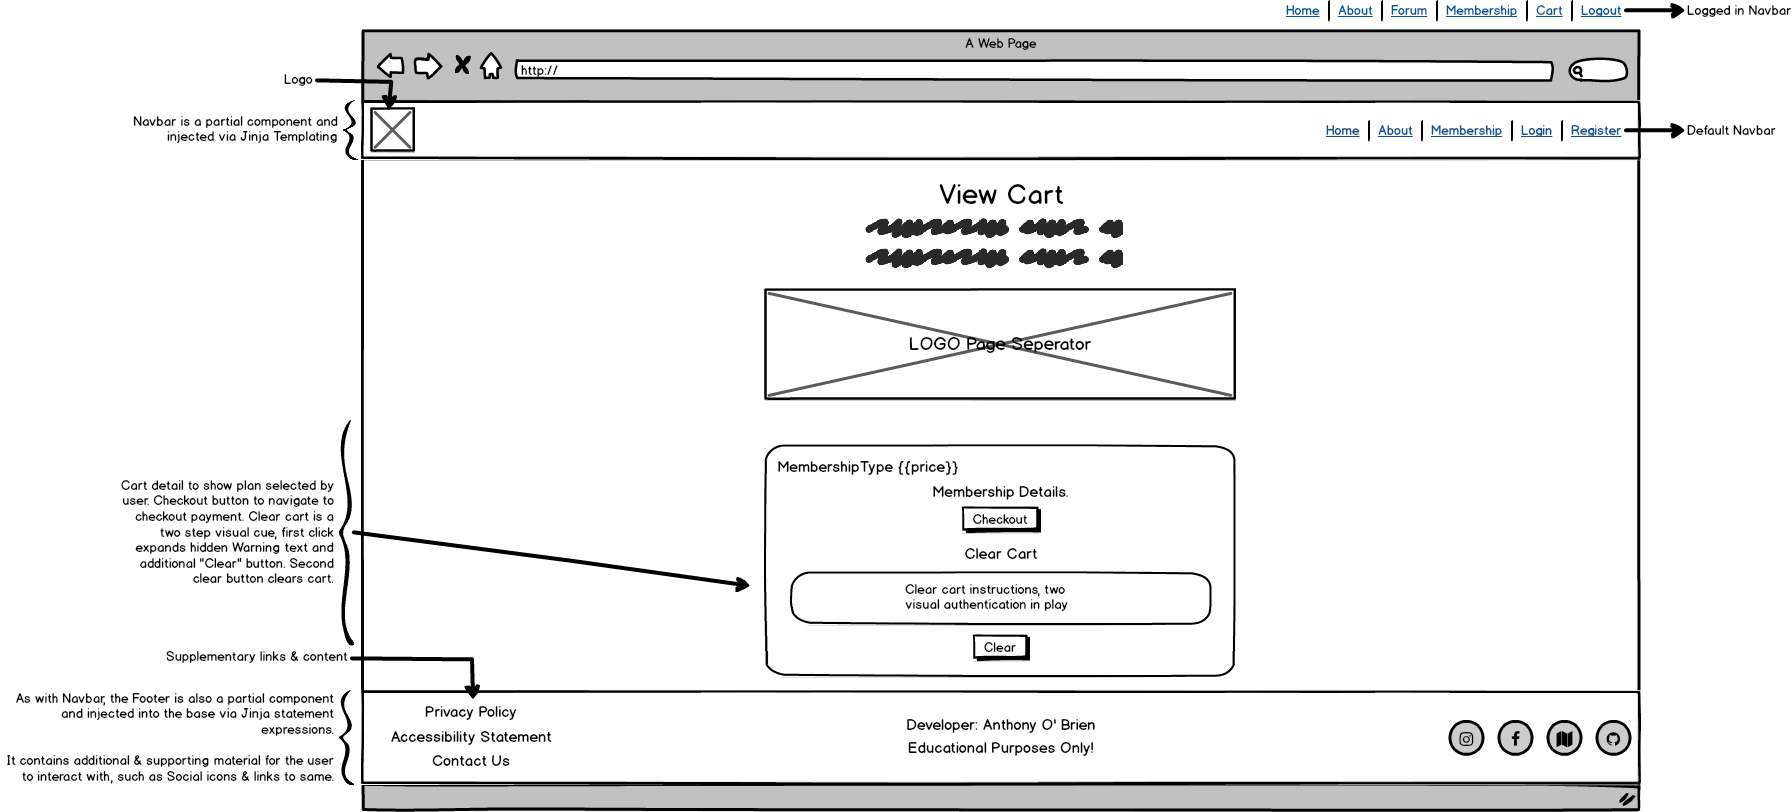 Home About Forum Membership Cart Logout Logged in Navbar
A Web Page
http://
Logo
Navbar is a partial component and
injected via Jinja Templating
Home About Membership Login Register Default Navbar
View Cart
LOGO Page Seperator
Cart detail to show plan selected by
user. Checkout button to navigate to
checkout payment. Clear cart is a
two step visual cue, first click
expands hidden Warning text and
additional "Clear" button. Second
clear button clears cart.
MembershipType {{price}}
Membership Details.
Checkout
Clear Cart
Clear cart instructions, two
visual authentication in play
Clear
Supplementary links & content
As with Navbar, the Footer is also a partial component
and injected into the base via Jinja statement
expressions.
It contains additional & supporting material for the user
to interact with, such as Social icons & links to same.
Privacy Policy
Accessibility Statement
Contact Us
Developer: Anthony O' Brien
Educational Purposes Only!